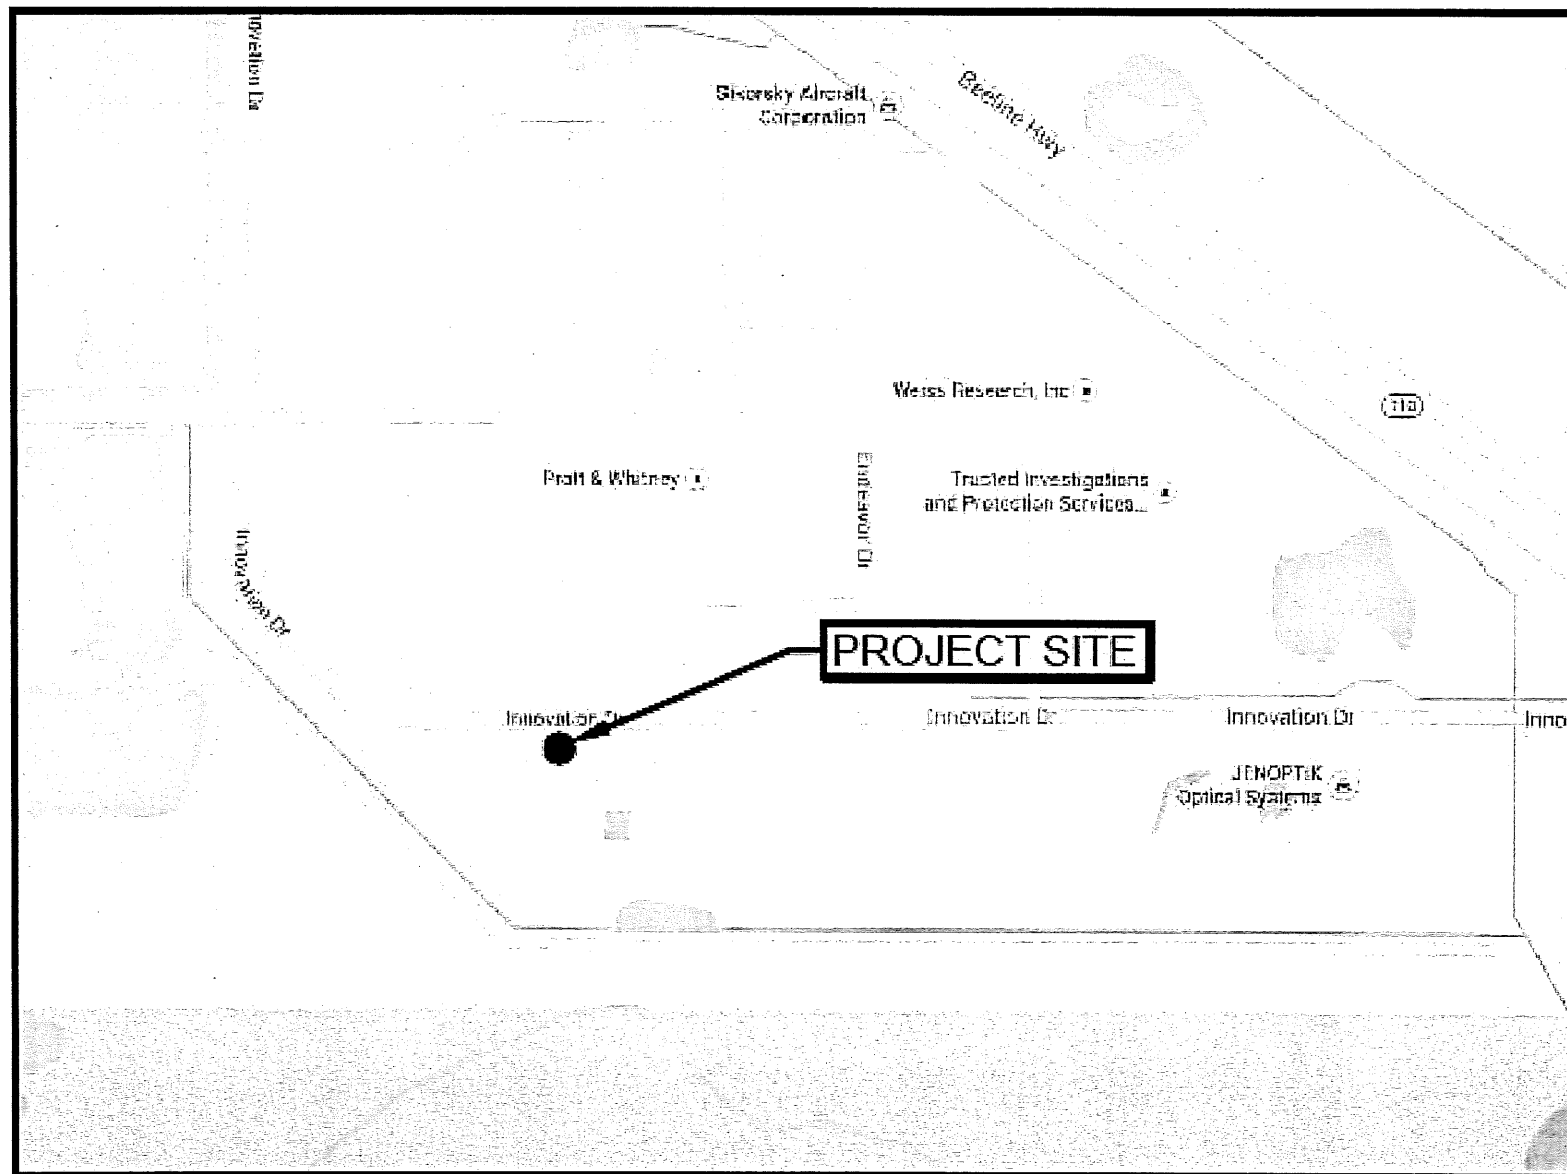 Innovation Dr
Sikorsky Aircraft
Corporation
Beeline Hwy
Weiss Research, Inc
Pratt & Whitney
Endeavor Dr
Trusted Investigations
and Protection Services...
Innovation Dr
PROJECT SITE
Innovation Dr
Innovation Dr
Innovation Dr
Inno
JENOPTIK
Optical Systems